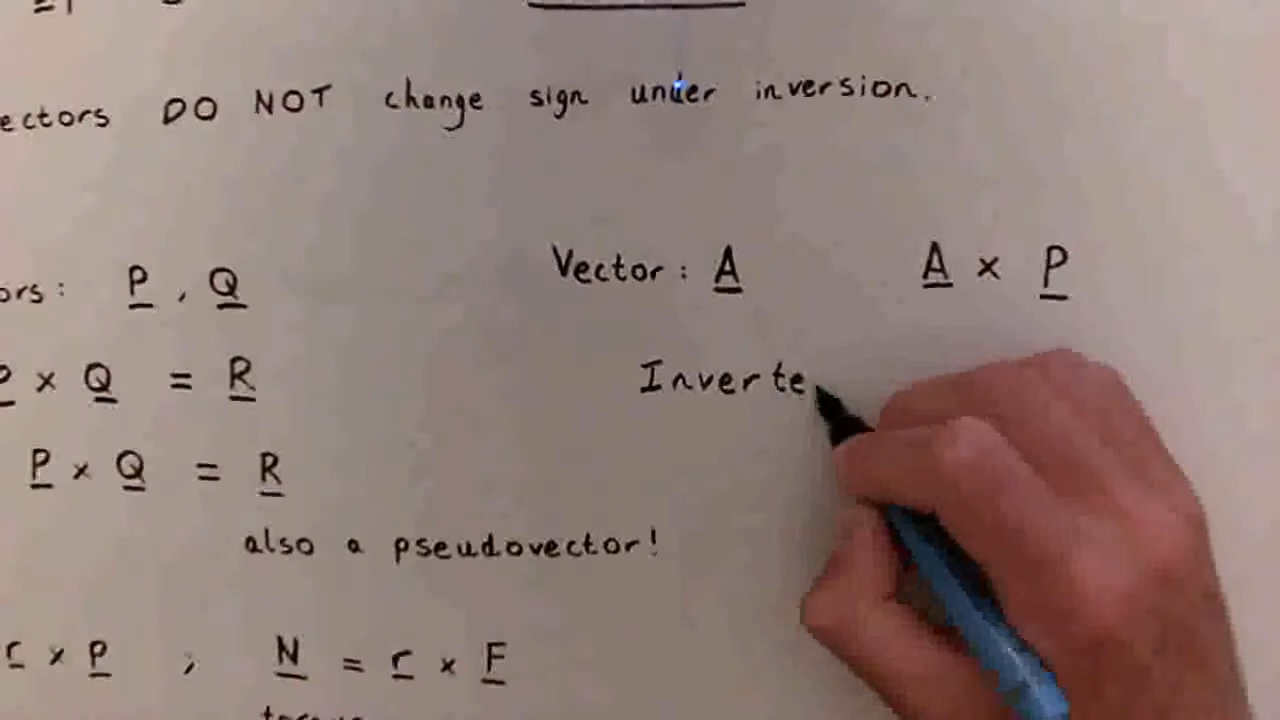 ectors DO NOT change sign under inversion.
ors: P, Q Vector: A A × P
× Q = R Inverte
P × Q = R
also a pseudovector!
r × p ; N = r × F